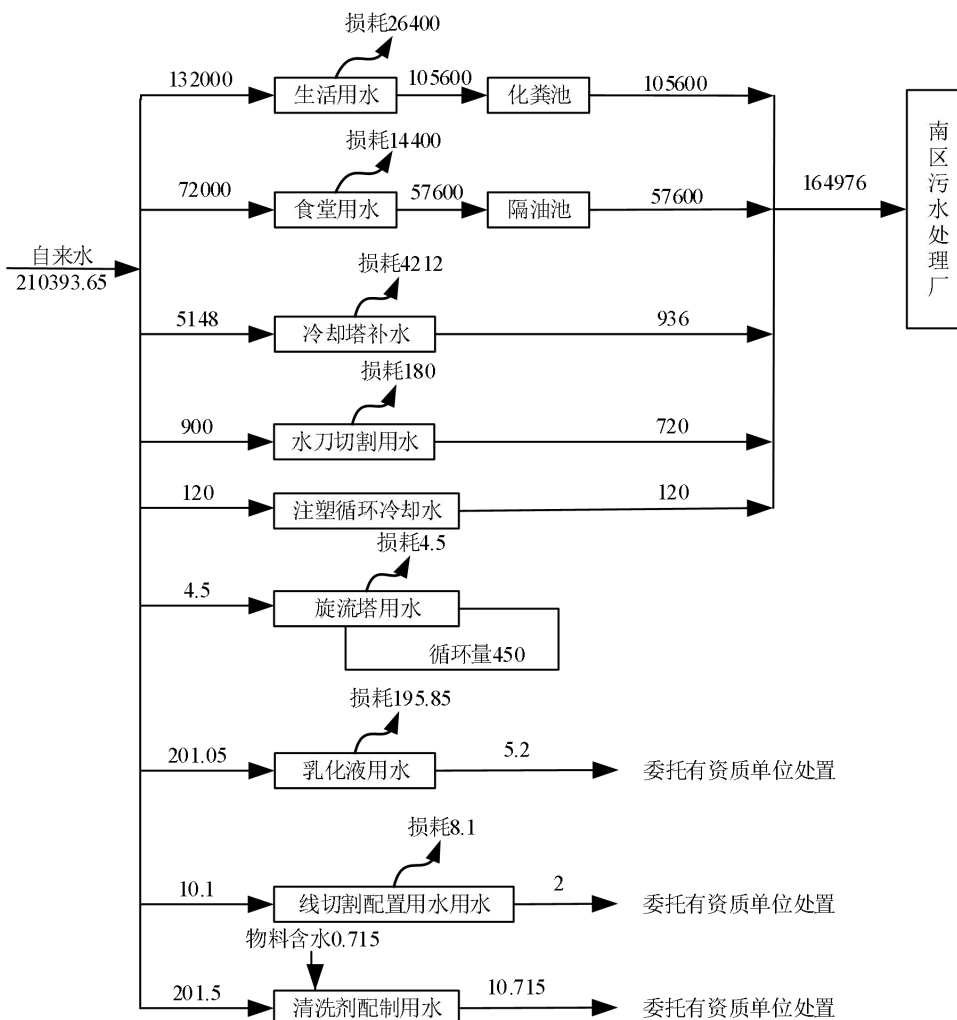 损耗26400
132000
生活用水
105600
化粪池
105600
损耗14400
72000
食堂用水
57600
隔油池
57600
164976
南区污水处理厂
自来水
210393.65
损耗4212
5148
冷却塔补水
936
损耗180
900
水刀切割用水
720
120
注塑循环冷却水
120
损耗4.5
4.5
旋流塔用水
循环量450
损耗195.85
201.05
乳化液用水
5.2
委托有资质单位处置
损耗8.1
10.1
线切割配置用水用水
2
委托有资质单位处置
物料含水0.715
201.5
清洗剂配制用水
10.715
委托有资质单位处置